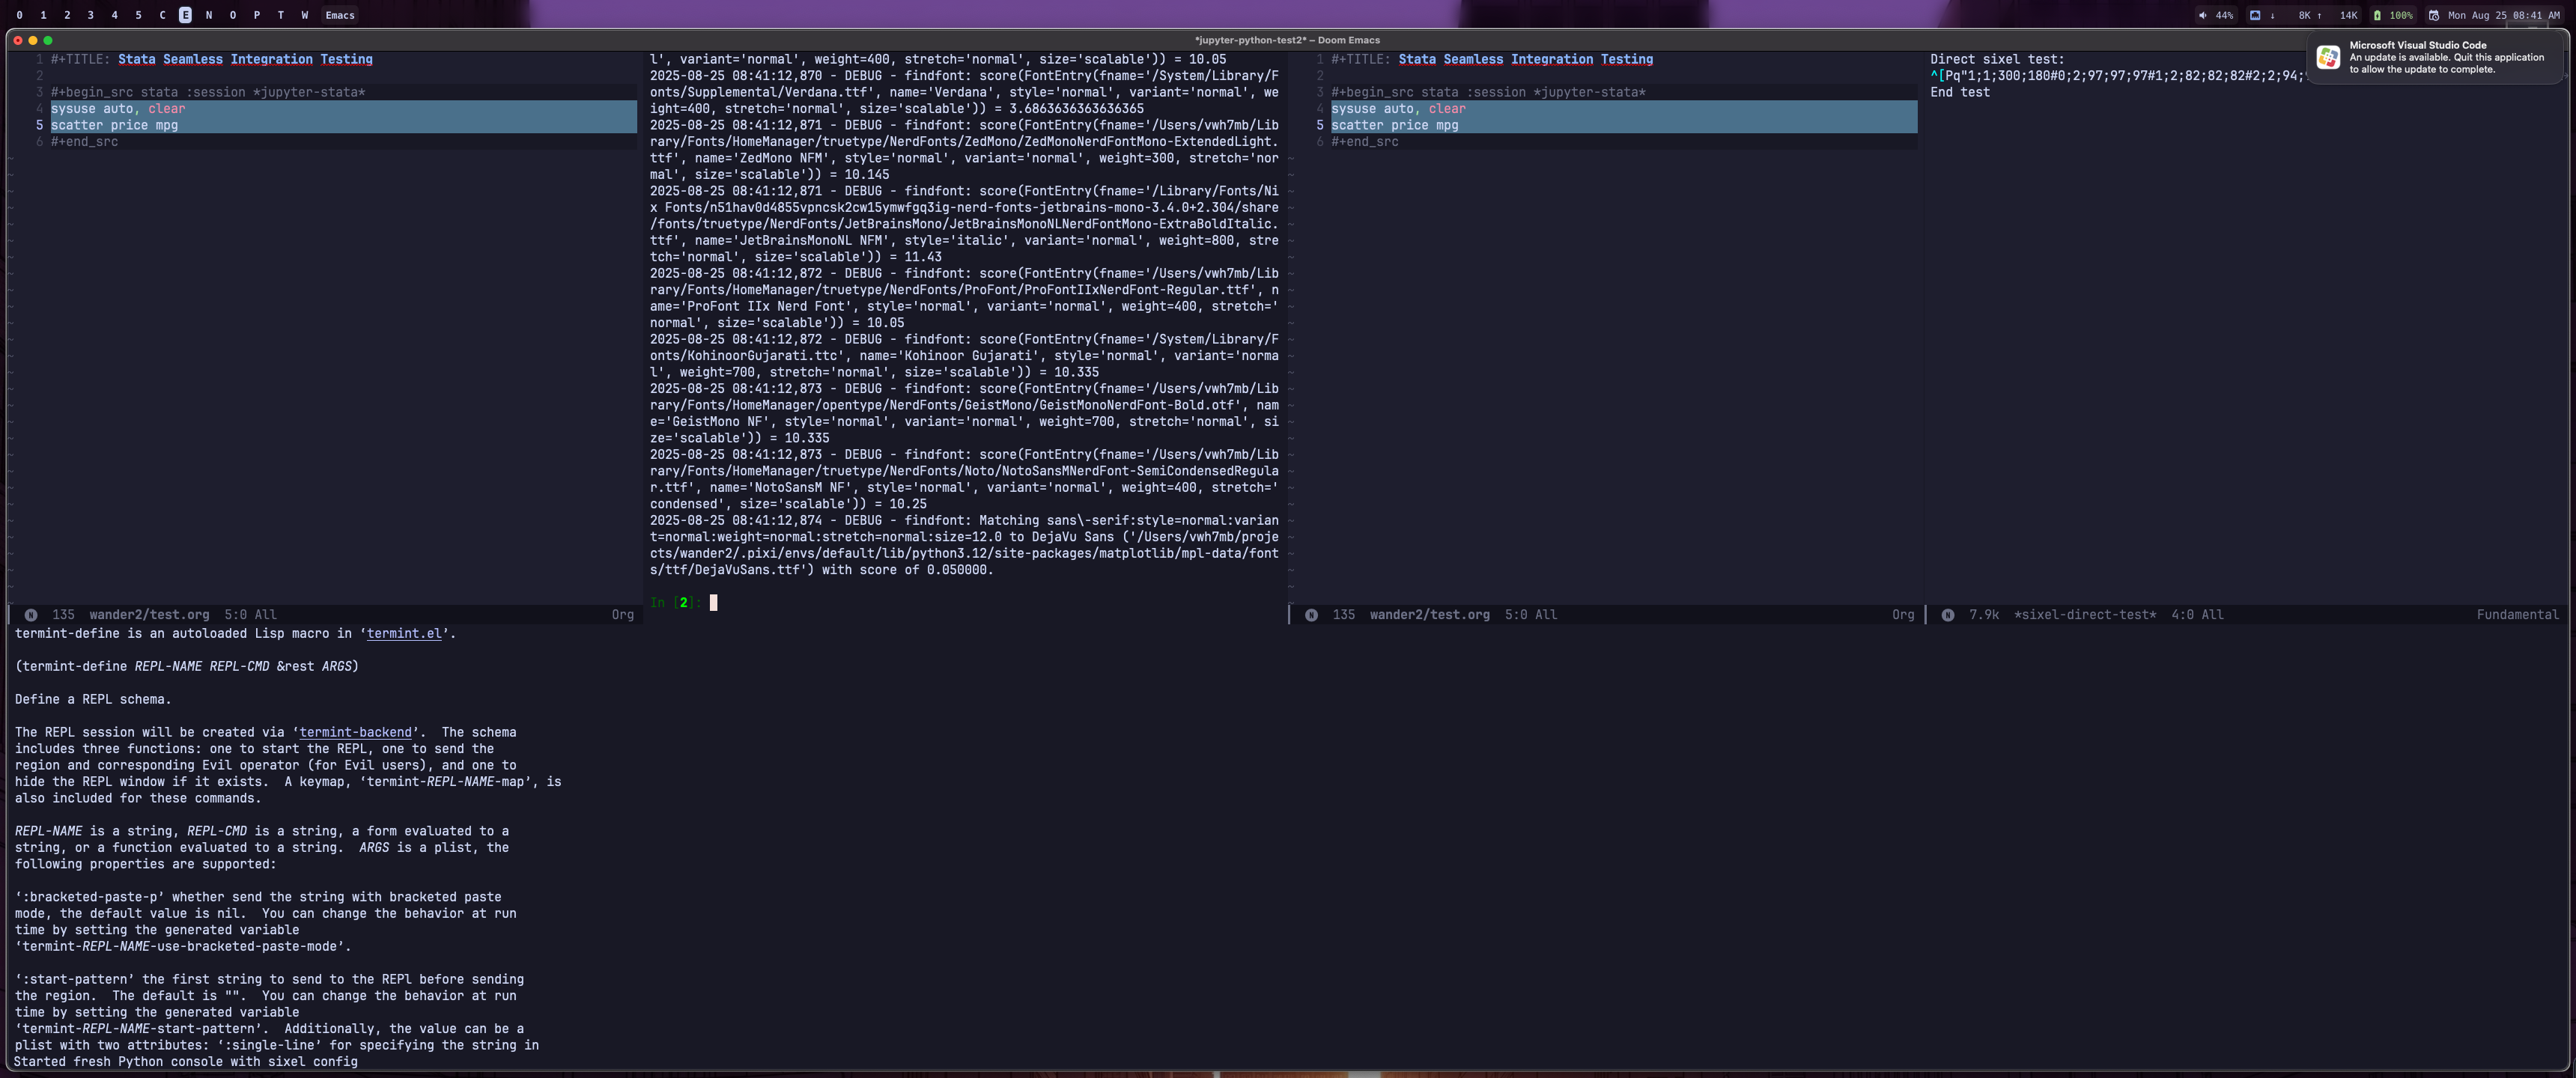 0 1 2 3 4 5 C E N O P T W Emacs
44% ↓ 8K ↑ 14K 100% Mon Aug 25 08:41 AM
*jupyter-python-test2* – Doom Emacs
1 #+TITLE: Stata Seamless Integration Testing
2
3 #+begin_src stata :session *jupyter-stata*
4 sysuse auto, clear
5 scatter price mpg
6 #+end_src
N 135 wander2/test.org 5:0 All Org
l', variant='normal', weight=400, stretch='normal', size='scalable')) = 10.05
2025-08-25 08:41:12,870 - DEBUG - findfont: score(FontEntry(fname='/System/Library/F
onts/Supplemental/Verdana.ttf', name='Verdana', style='normal', variant='normal', we
ight=400, stretch='normal', size='scalable')) = 3.6863636363636365
2025-08-25 08:41:12,871 - DEBUG - findfont: score(FontEntry(fname='/Users/vwh7mb/Lib
rary/Fonts/HomeManager/truetype/NerdFonts/ZedMono/ZedMonoNerdFontMono-ExtendedLight.
ttf', name='ZedMono NFM', style='normal', variant='normal', weight=300, stretch='nor
mal', size='scalable')) = 10.145
2025-08-25 08:41:12,871 - DEBUG - findfont: score(FontEntry(fname='/Library/Fonts/Ni
x Fonts/n51hav0d4855vpncsk2cw15ymwfgq3ig-nerd-fonts-jetbrains-mono-3.4.0+2.304/share
/fonts/truetype/NerdFonts/JetBrainsMono/JetBrainsMonoNLNerdFontMono-ExtraBoldItalic.
ttf', name='JetBrainsMonoNL NFM', style='italic', variant='normal', weight=800, stre
tch='normal', size='scalable')) = 11.43
2025-08-25 08:41:12,872 - DEBUG - findfont: score(FontEntry(fname='/Users/vwh7mb/Lib
rary/Fonts/HomeManager/truetype/NerdFonts/ProFont/ProFontIIxNerdFont-Regular.ttf', n
ame='ProFont IIx Nerd Font', style='normal', variant='normal', weight=400, stretch='
normal', size='scalable')) = 10.05
2025-08-25 08:41:12,872 - DEBUG - findfont: score(FontEntry(fname='/System/Library/F
onts/KohinoorGujarati.ttc', name='Kohinoor Gujarati', style='normal', variant='norma
l', weight=700, stretch='normal', size='scalable')) = 10.335
2025-08-25 08:41:12,873 - DEBUG - findfont: score(FontEntry(fname='/Users/vwh7mb/Lib
rary/Fonts/HomeManager/opentype/NerdFonts/GeistMono/GeistMonoNerdFont-Bold.otf', nam
e='GeistMono NF', style='normal', variant='normal', weight=700, stretch='normal', si
ze='scalable')) = 10.335
2025-08-25 08:41:12,873 - DEBUG - findfont: score(FontEntry(fname='/Users/vwh7mb/Lib
rary/Fonts/HomeManager/truetype/NerdFonts/Noto/NotoSansMNerdFont-SemiCondensedRegula
r.ttf', name='NotoSansM NF', style='normal', variant='normal', weight=400, stretch='
condensed', size='scalable')) = 10.25
2025-08-25 08:41:12,874 - DEBUG - findfont: Matching sans\-serif:style=normal:varian
t=normal:weight=normal:stretch=normal:size=12.0 to DejaVu Sans ('/Users/vwh7mb/proje
cts/wander2/.pixi/envs/default/lib/python3.12/site-packages/matplotlib/mpl-data/font
s/ttf/DejaVuSans.ttf') with score of 0.050000.
In [2]:
1 #+TITLE: Stata Seamless Integration Testing
2
3 #+begin_src stata :session *jupyter-stata*
4 sysuse auto, clear
5 scatter price mpg
6 #+end_src
N 135 wander2/test.org 5:0 All Org
Direct sixel test:
^[Pq"1;1;300;180#0;2;97;97;97#1;2;82;82;82#2;2;94;
End test
N 7.9k *sixel-direct-test* 4:0 All Fundamental
Microsoft Visual Studio Code
An update is available. Quit this application
to allow the update to complete.
termint-define is an autoloaded Lisp macro in ‘termint.el’.
(termint-define REPL-NAME REPL-CMD &rest ARGS)
Define a REPL schema.
The REPL session will be created via ‘termint-backend’.  The schema
includes three functions: one to start the REPL, one to send the
region and corresponding Evil operator (for Evil users), and one to
hide the REPL window if it exists.  A keymap, ‘termint-REPL-NAME-map’, is
also included for these commands.
REPL-NAME is a string, REPL-CMD is a string, a form evaluated to a
string, or a function evaluated to a string.  ARGS is a plist, the
following properties are supported:
‘:bracketed-paste-p’ whether send the string with bracketed paste
mode, the default value is nil.  You can change the behavior at run
time by setting the generated variable
‘termint-REPL-NAME-use-bracketed-paste-mode’.
‘:start-pattern’ the first string to send to the REPl before sending
the region.  The default is "".  You can change the behavior at run
time by setting the generated variable
‘termint-REPL-NAME-start-pattern’.  Additionally, the value can be a
plist with two attributes: ‘:single-line’ for specifying the string in
Started fresh Python console with sixel config